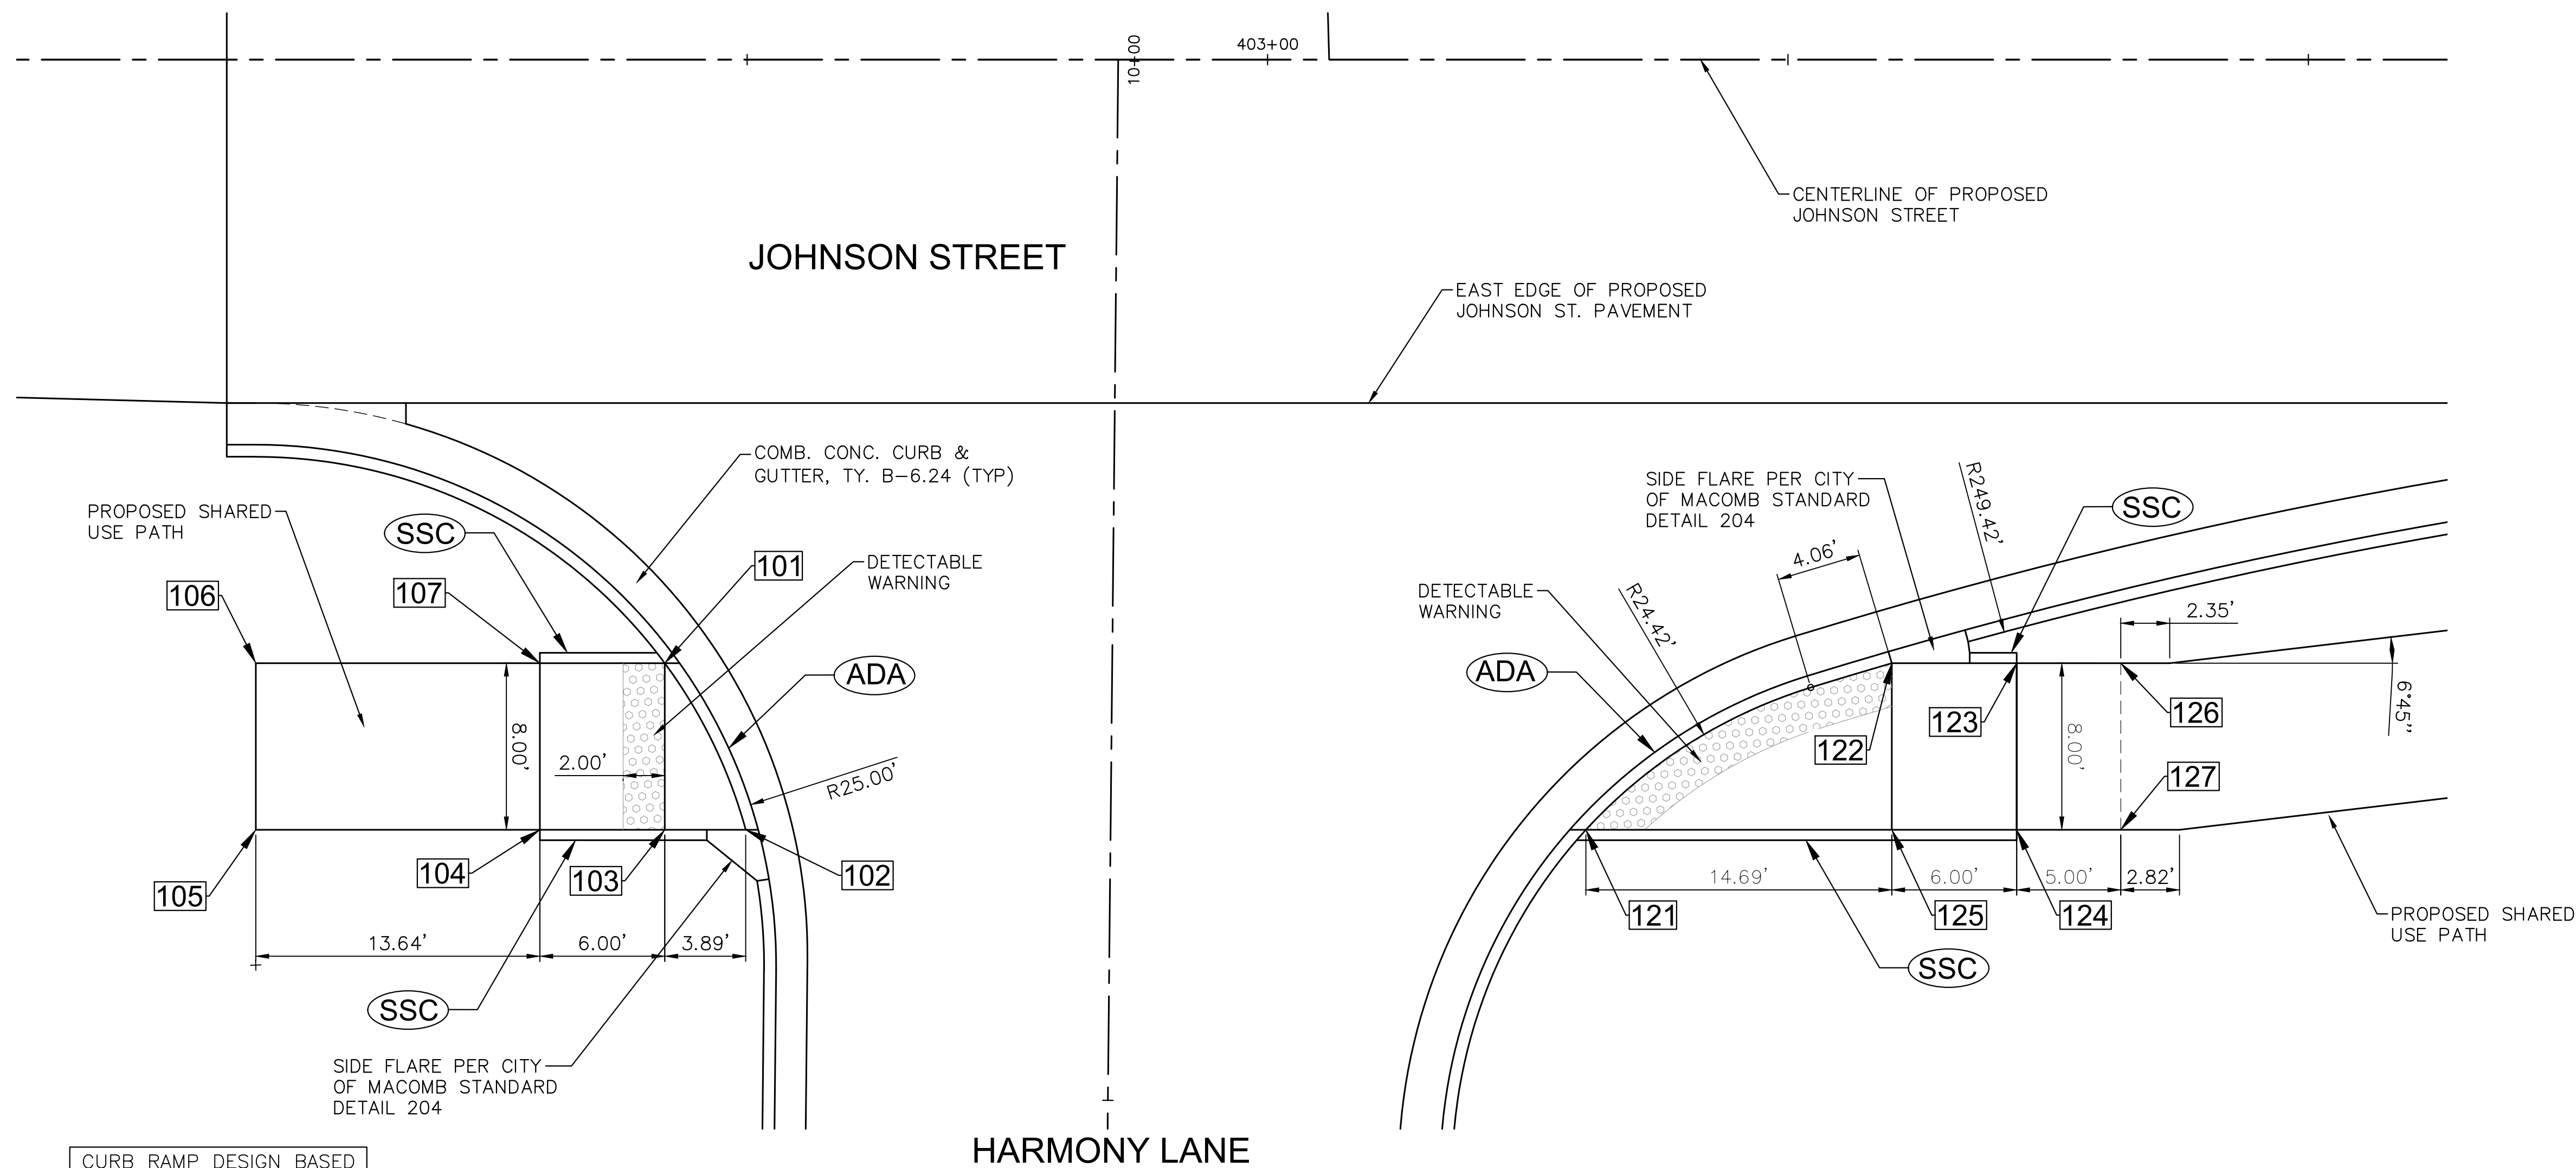 403+00
10+00
CENTERLINE OF PROPOSED
JOHNSON STREET
JOHNSON STREET
EAST EDGE OF PROPOSED
JOHNSON ST. PAVEMENT
COMB. CONC. CURB &
GUTTER, TY. B-6.24 (TYP)
PROPOSED SHARED
USE PATH
SSC
107
106
101
DETECTABLE
WARNING
ADA
8.00'
2.00'
R25.00'
105
104
103
102
13.64'
6.00'
3.89'
SSC
SIDE FLARE PER CITY
OF MACOMB STANDARD
DETAIL 204
CURB RAMP DESIGN BASED
HARMONY LANE
SIDE FLARE PER CITY
OF MACOMB STANDARD
DETAIL 204
R249.42'
SSC
4.06'
DETECTABLE
WARNING
R24.42'
2.35'
ADA
6°45'
122
123
126
8.00'
127
14.69'
6.00'
5.00'
2.82'
121
125
124
PROPOSED SHARED
USE PATH
SSC